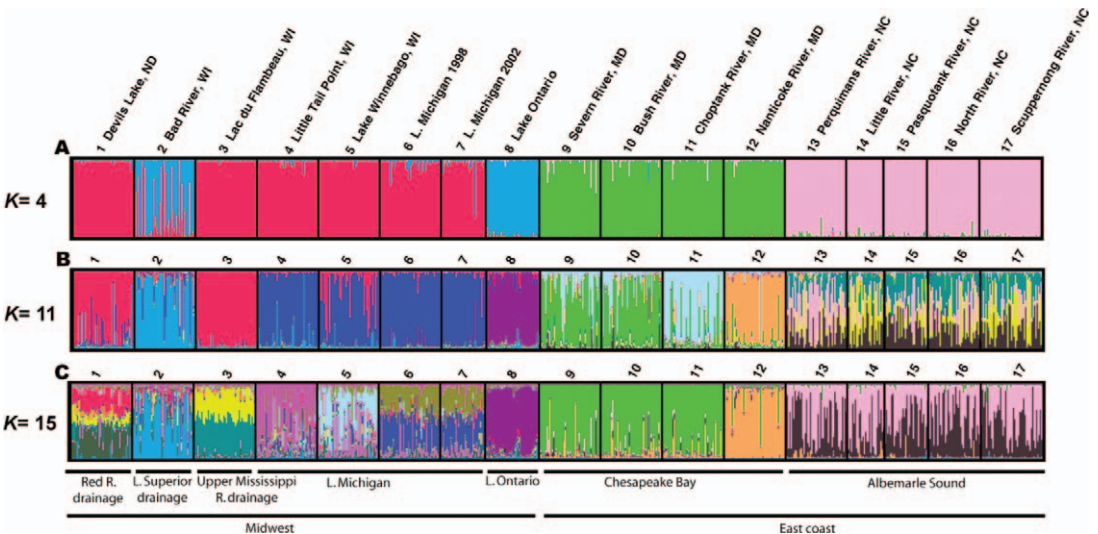 1 Devils Lake, ND
2 Bad River, WI
3 Lac du Flambeau, WI
4 Little Tail Point, WI
5 Lake Winnebago, WI
6 L. Michigan 1998
7 L. Michigan 2002
8 Lake Ontario
9 Severn River, MD
10 Bush River, MD
11 Choptank River, MD
12 Nanticoke River, MD
13 Perquimans River, NC
14 Little River, NC
15 Pasquotank River, NC
16 North River, NC
17 Scuppernong River, NC
A
K= 4
B
1 2 3 4 5 6 7 8 9 10 11 12 13 14 15 16 17
K= 11
C
1 2 3 4 5 6 7 8 9 10 11 12 13 14 15 16 17
K= 15
Red R. drainage
L. Superior drainage
Upper Mississippi R. drainage
L. Michigan
L. Ontario
Chesapeake Bay
Albemarle Sound
Midwest
East coast